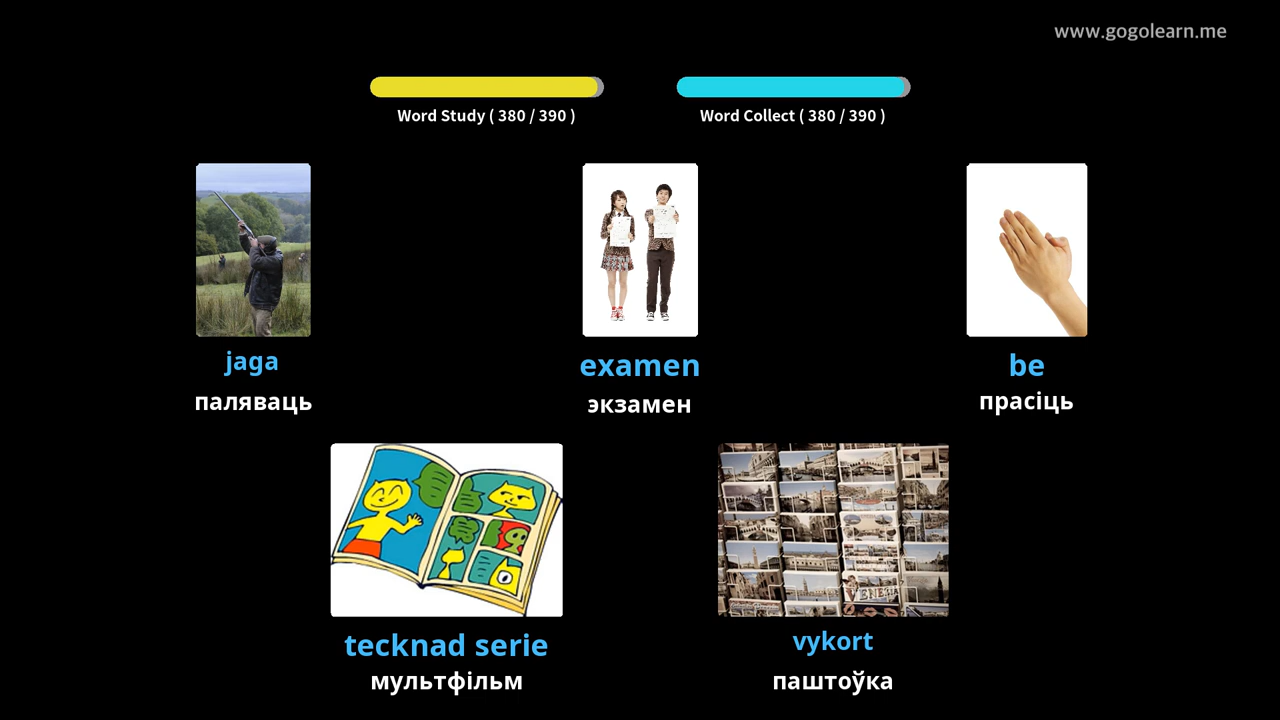 www.gogolearn.me
Word Study ( 380 / 390 )
Word Collect ( 380 / 390 )
jaga
паляваць
examen
экзамен
be
прасіць
tecknad serie
мультфільм
vykort
паштоўка